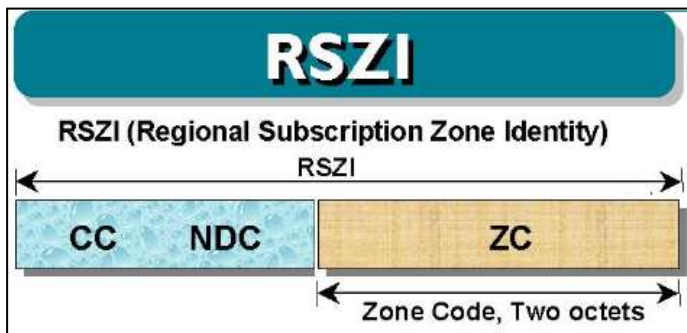 RSZI
RSZI (Regional Subscription Zone Identity)
RSZI
CC NDC ZC
Zone Code, Two octets